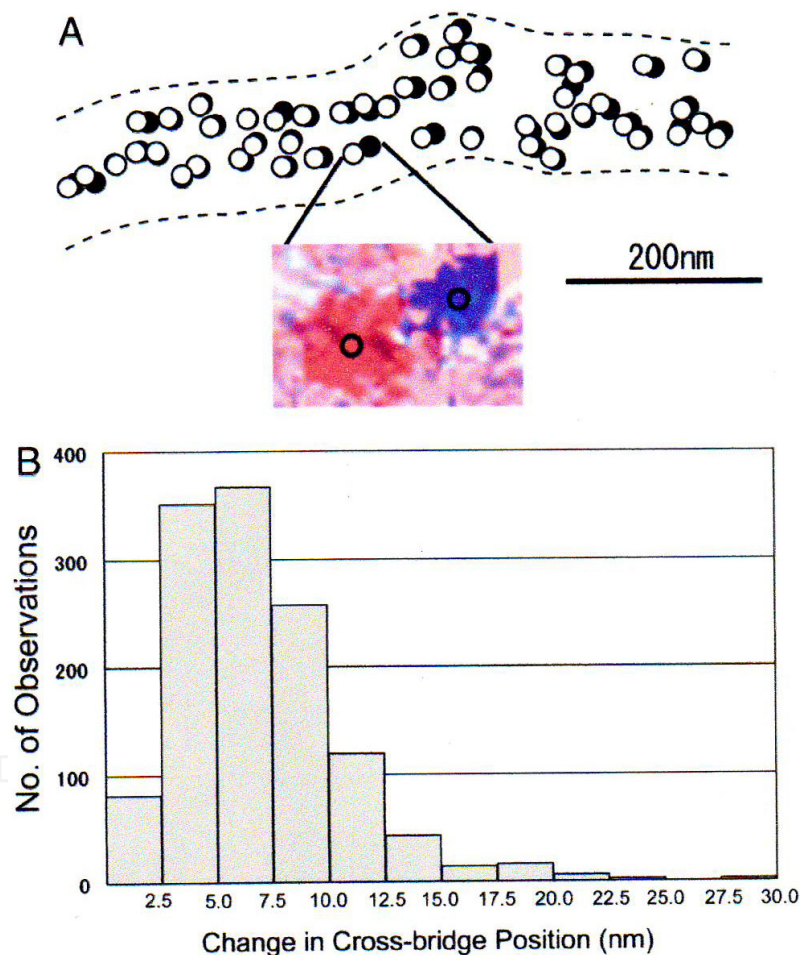 A
200nm
B
400
300
200
100
0
No. of Observations
2.5 5.0 7.5 10.0 12.5 15.0 17.5 20.0 22.5 25.0 27.5 30.0
Change in Cross-bridge Position (nm)